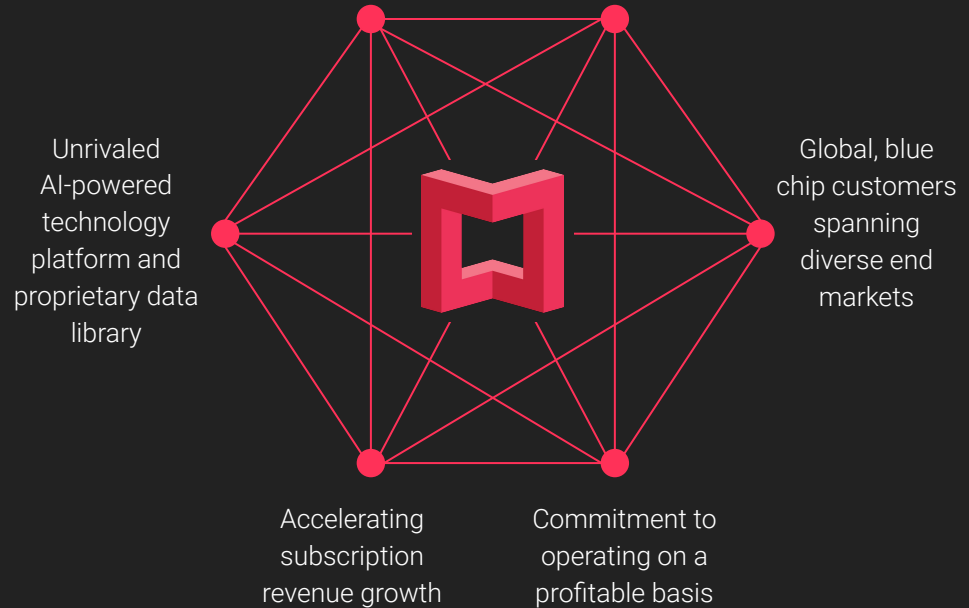 Unrivaled
AI-powered
technology
platform and
proprietary data
library
Global, blue
chip customers
spanning
diverse end
markets
Accelerating
subscription
revenue growth
Commitment to
operating on a
profitable basis